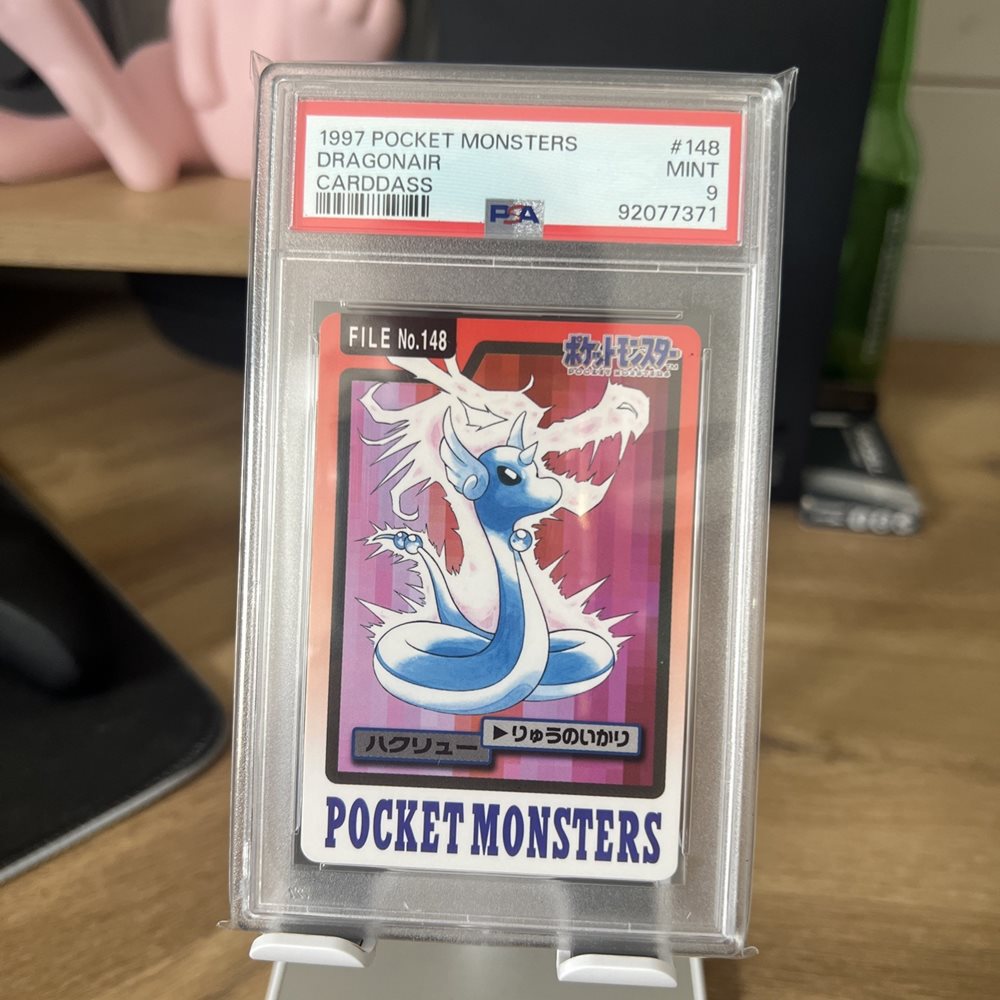 1997 POCKET MONSTERS #148
DRAGONAIR MINT
CARDDASS 9
PSA 92077371
FILE No.148
ポケットモンスター
POCKET MONSTERS
TM
ハクリュー
▶りゅうのいかり
POCKET MONSTERS